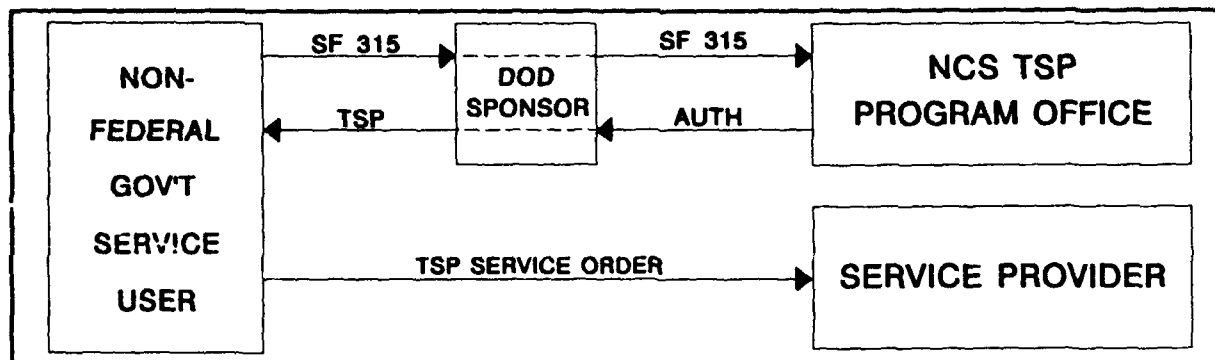 NON-
FEDERAL
GOV'T
SERVICE
USER
SF 315
TSP
DOD
SPONSOR
SF 315
AUTH
NCS TSP
PROGRAM OFFICE
TSP SERVICE ORDER
SERVICE PROVIDER